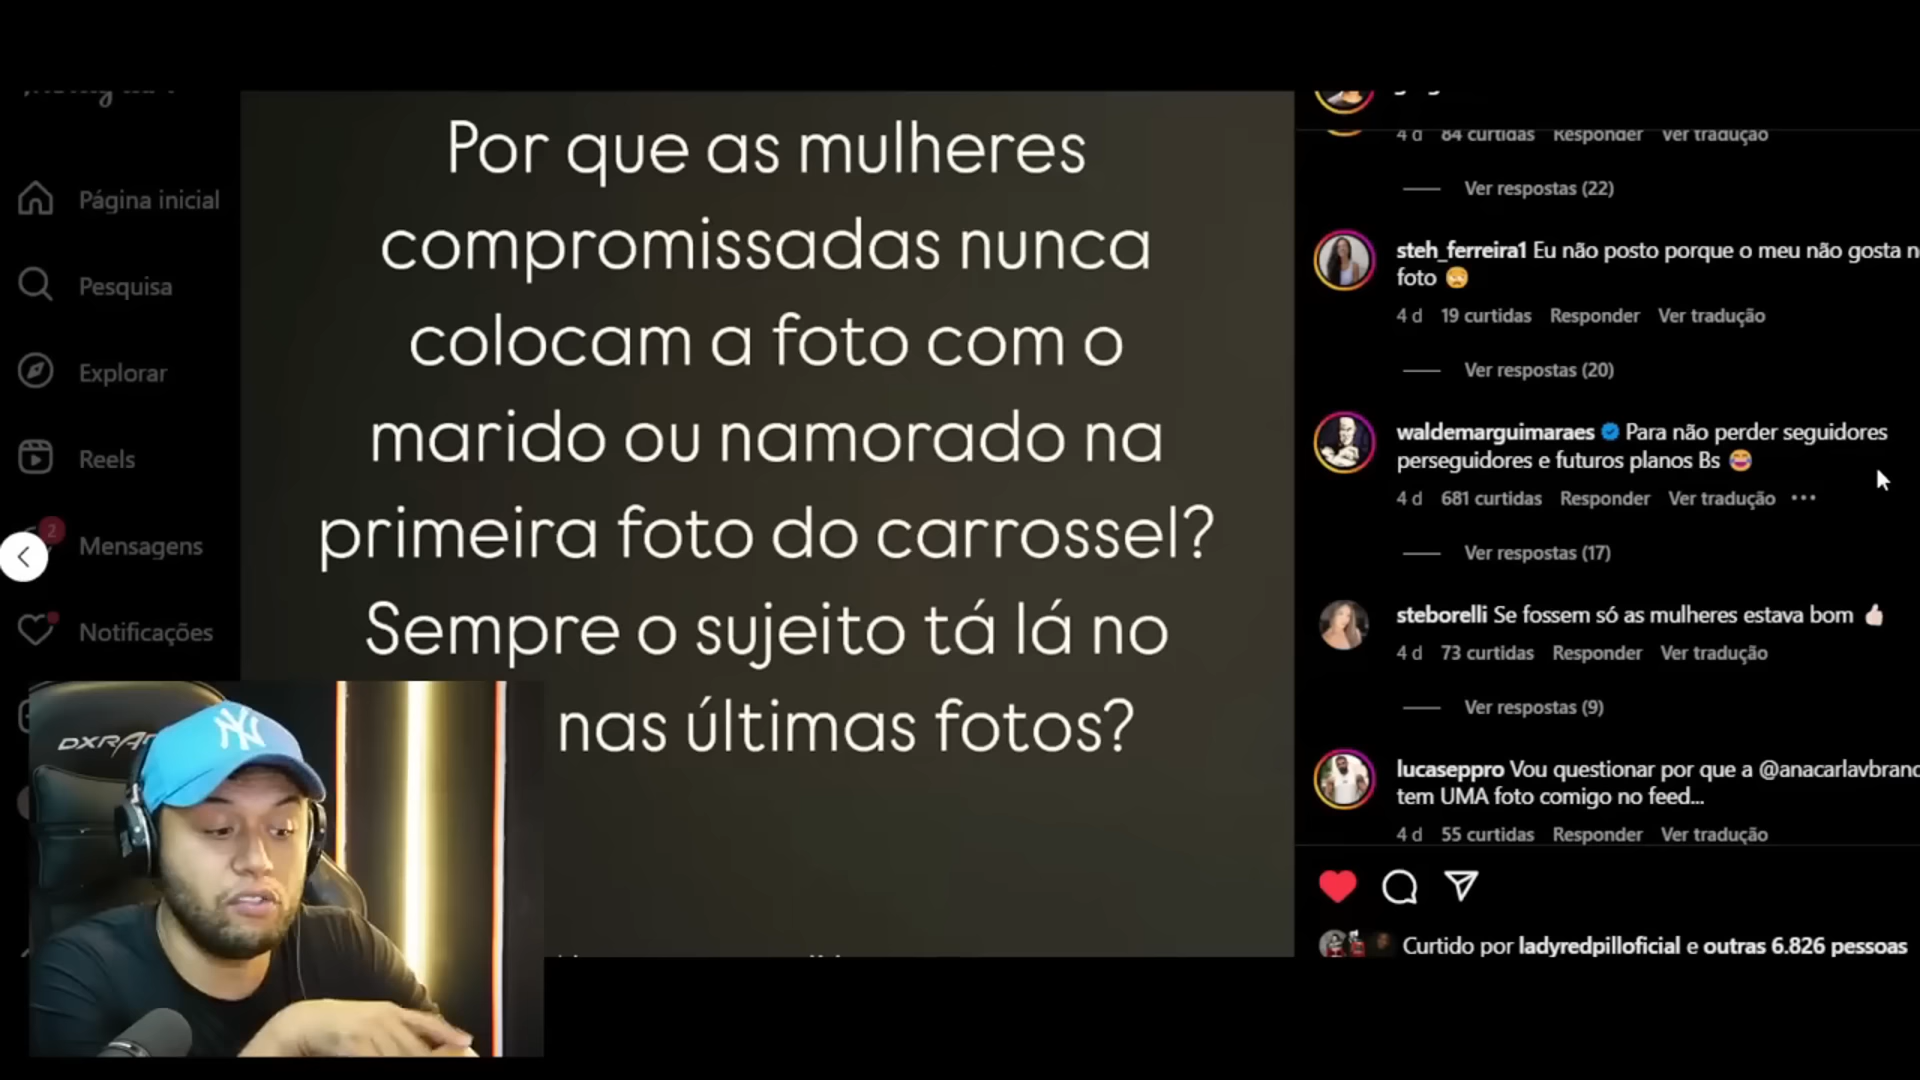 Página inicial
Pesquisa
Explorar
Reels
2
Mensagens
Notificações
Por que as mulheres
compromissadas nunca
colocam a foto com o
marido ou namorado na
primeira foto do carrossel?
Sempre o sujeito tá lá no
nas últimas fotos?
NY
4 d 84 curtidas Responder Ver tradução
Ver respostas (22)
steh_ferreira1 Eu não posto porque o meu não gosta
foto 😤
4 d 19 curtidas Responder Ver tradução
Ver respostas (20)
waldemarguimaraes Para não perder seguidores
perseguidores e futuros planos Bs 😂
4 d 681 curtidas Responder Ver tradução •••
Ver respostas (17)
steborelli Se fossem só as mulheres estava bom 👍🏻
4 d 73 curtidas Responder Ver tradução
Ver respostas (9)
lucaseppro Vou questionar por que a @anacarlavbranc
tem UMA foto comigo no feed...
4 d 55 curtidas Responder Ver tradução
Curtido por ladyredpilloficial e outras 6.826 pessoas